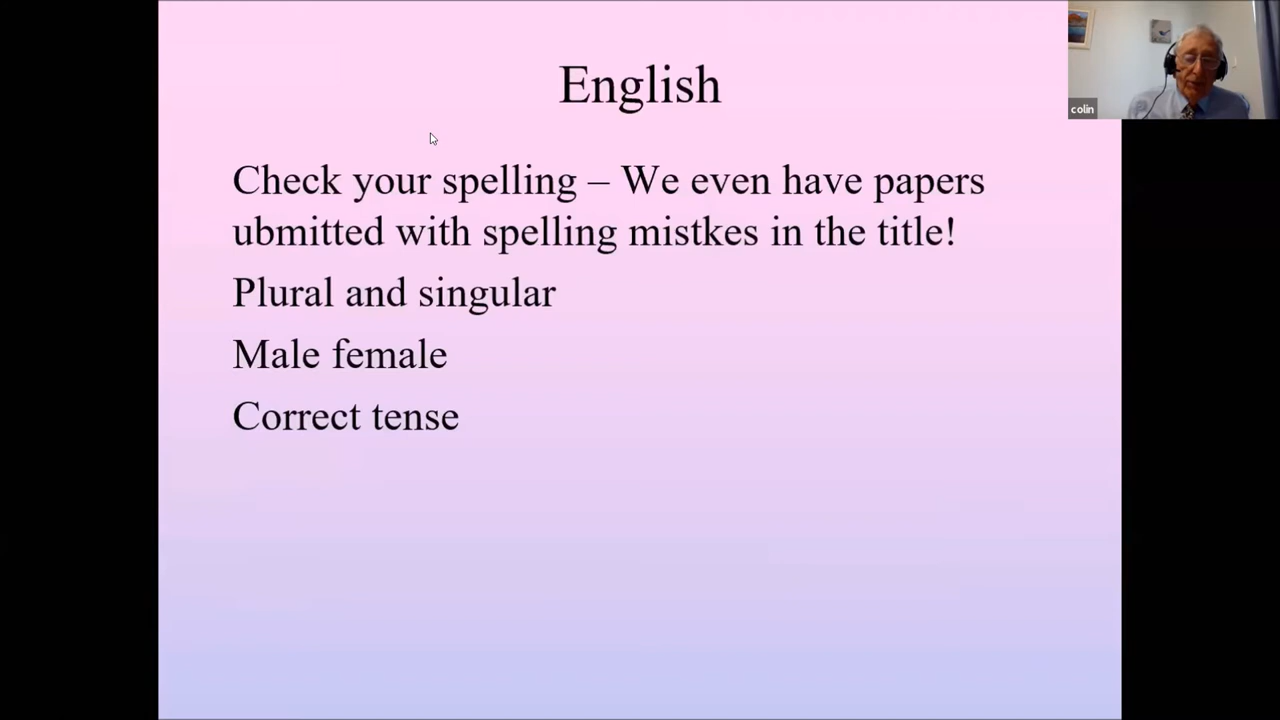 English
Check your spelling – We even have papers
ubmitted with spelling mistkes in the title!
Plural and singular
Male female
Correct tense
colin